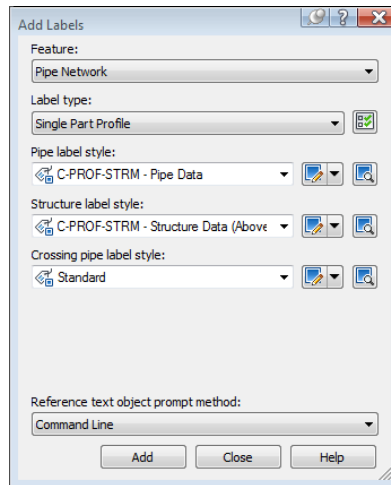 Add Labels
Feature:
Pipe Network
Label type:
Single Part Profile
Pipe label style:
C-PROF-STRM - Pipe Data
Structure label style:
C-PROF-STRM - Structure Data (Above
Crossing pipe label style:
Standard
Reference text object prompt method:
Command Line
Add Close Help